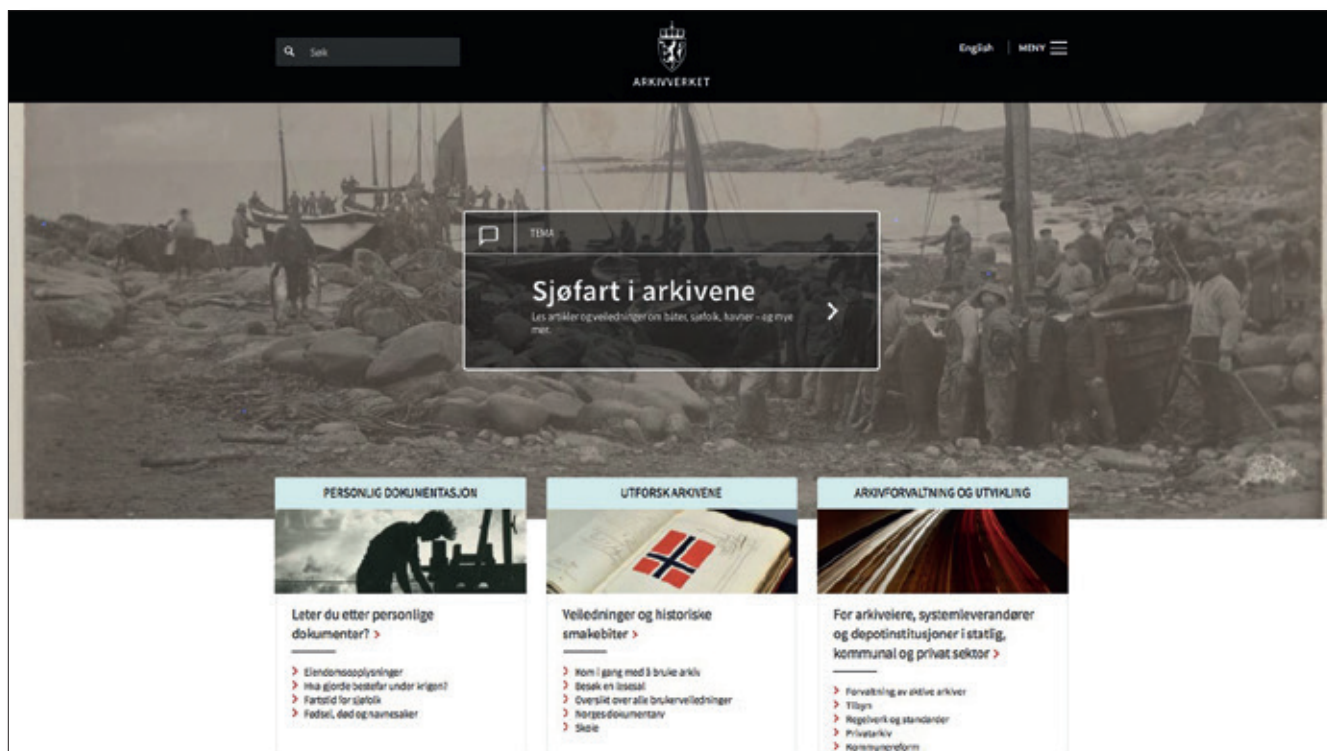 Søk
ARKIVVERKET
English | MENY
TEMA
Sjøfart i arkivene
Les artikler og veiledninger om båter, sjøfolk, havner – og mye
mer.
PERSONLIG DOKUMENTASJON
Leter du etter personlige
dokumenter? >
Eiendomsopplysninger
Hva gjorde bestefar under krigen?
Fartstid for sjøfolk
Fødsel, død og navnesaker
UTFORSK ARKIVENE
Veiledninger og historiske
smakebiter >
Kom i gang med å bruke arkiv
Besøk en lesesal
Oversikt over alle brukerveiledninger
Norgesdokumentarv
Skole
ARKIVFORVALTNING OG UTVIKLING
For arkiveiere, systemleverandører
og depotinstitusjoner i statlig,
kommunal og privat sektor >
Forvaltning av aktive arkiver
Tilsyn
Regelverk og standarder
Privatarkiv
Kommunereform